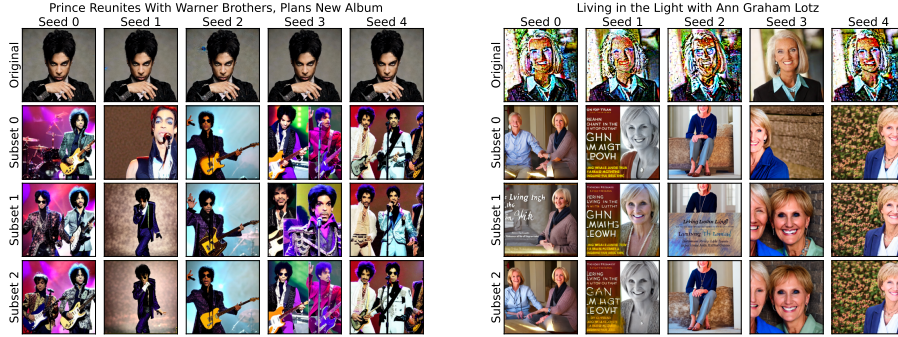 Prince Reunites With Warner Brothers, Plans New Album
Seed 0 Seed 1 Seed 2 Seed 3 Seed 4
Original
Subset 0
Subset 1
Subset 2
Living in the Light with Ann Graham Lotz
Seed 0 Seed 1 Seed 2 Seed 3 Seed 4
Original
Subset 0
Subset 1
Subset 2